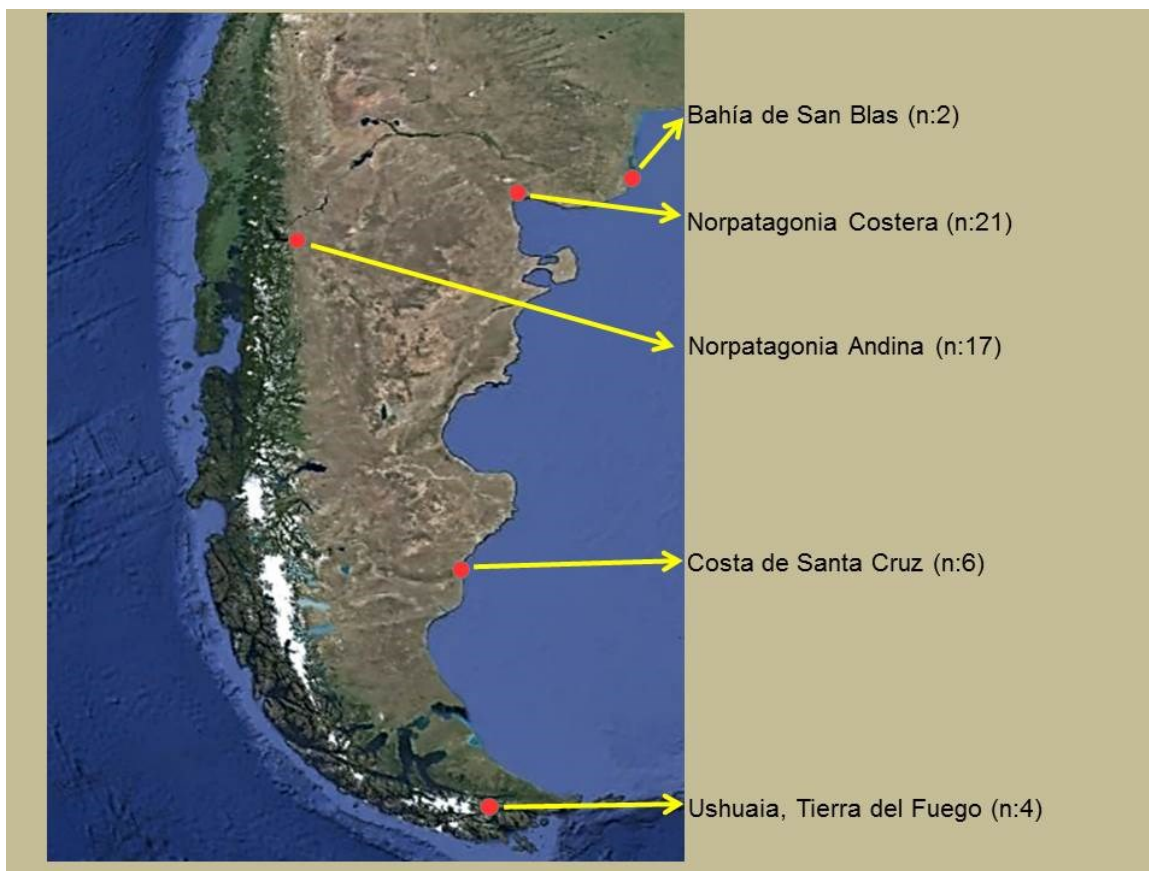 Bahía de San Blas (n:2)
Norpatagonia Costera (n:21)
Norpatagonia Andina (n:17)
Costa de Santa Cruz (n:6)
Ushuaia, Tierra del Fuego (n:4)